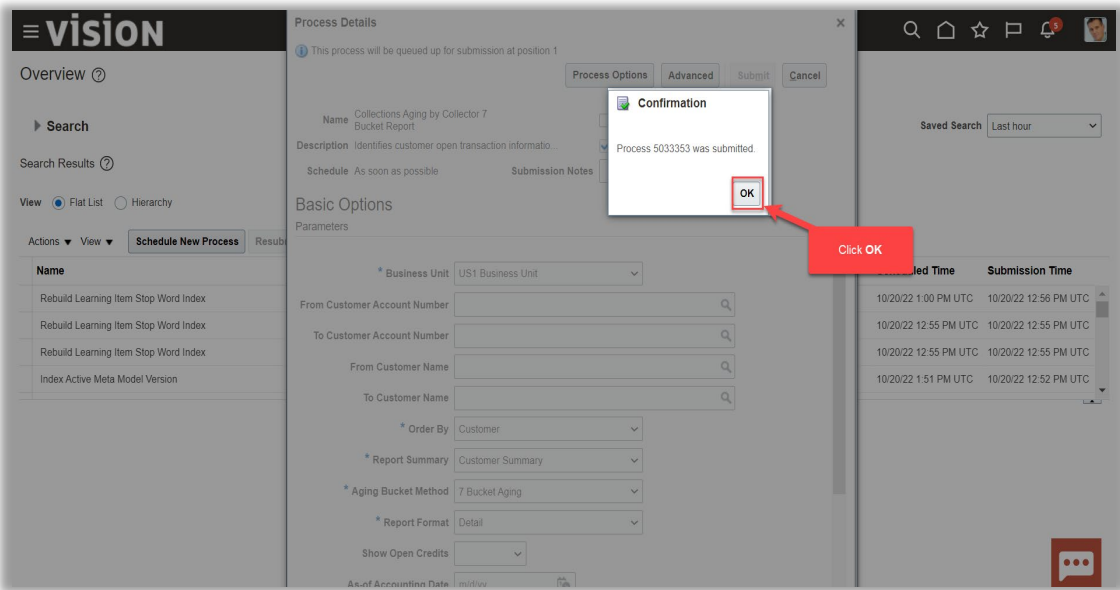 vision
Process Details
This process will be queued up for submission at position 1
Process Options Advanced Submit Cancel
5
Overview
Name Collections Aging by Collector 7
Bucket Report
Description Identifies customer open transaction informatio...
Schedule As soon as possible Submission Notes
Confirmation
Process 5033353 was submitted.
OK
Click OK
Search
Saved Search Last hour
Search Results
View Flat List Hierarchy
Actions View Schedule New Process
Basic Options
Parameters
Name
Time Submission Time
Rebuild Learning Item Stop Word Index 10/20/22 1:00 PM UTC 10/20/22 12:56 PM UTC
Rebuild Learning Item Stop Word Index 10/20/22 12:55 PM UTC 10/20/22 12:55 PM UTC
Rebuild Learning Item Stop Word Index 10/20/22 12:55 PM UTC 10/20/22 12:55 PM UTC
Index Active Meta Model Version 10/20/22 1:51 PM UTC 10/20/22 12:52 PM UTC
* Business Unit US1 Business Unit
From Customer Account Number
To Customer Account Number
From Customer Name
To Customer Name
* Order By Customer
* Report Summary Customer Summary
* Aging Bucket Method 7 Bucket Aging
* Report Format Detail
Show Open Credits
As-of Accounting Date m/d/yy